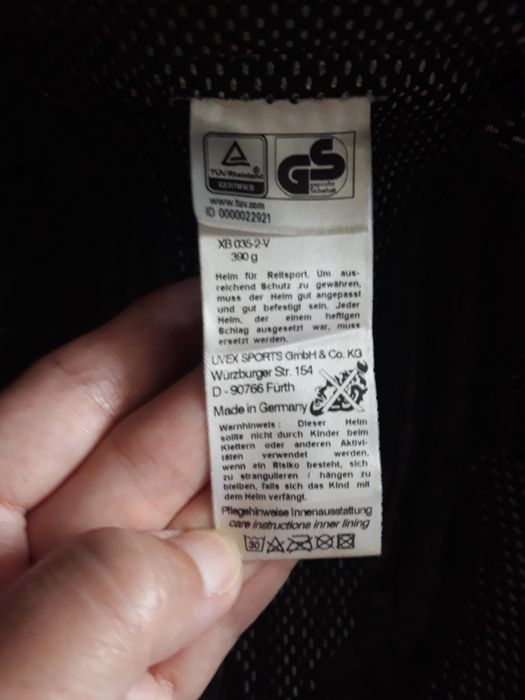 TÜVRheinland
CERTIFIED
GS
geprüfte
Sicherheit
www.tuv.com
ID 0000022921
XB 035-2-V
390 g
Helm für Reitsport. Um aus-
reichend Schutz zu gewähren,
muss der Helm gut angepasst
und gut befestigt sein. Jeder
Helm, der einem heftigen
Schlag ausgesetzt war, muss
ersetzt werden.
UVEX SPORTS GmbH & Co. KG
Würzburger Str. 154
D - 90766 Fürth
Made in Germany
Warnhinweis: Dieser Helm
sollte nicht durch Kinder beim
Klettern oder anderen Aktivi-
täten verwendet werden,
wenn ein Risiko besteht, sich
zu strangulieren / hängen zu
bleiben, falls sich das Kind mit
dem Helm verfängt.
Pflegehinweise Innenausstattung
care instructions inner lining
30